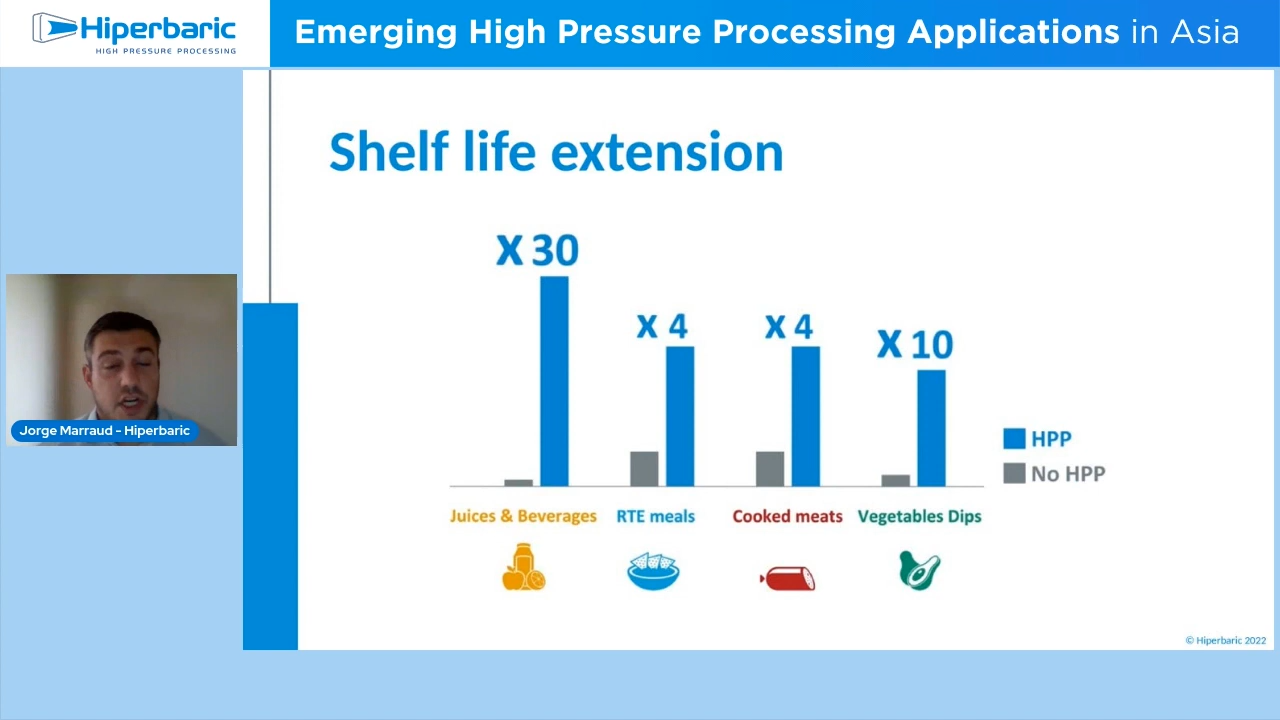 Hiperbaric
HIGH PRESSURE PROCESSING
Emerging High Pressure Processing Applications in Asia
Shelf life extension
X 30
X 4
X 4
X 10
HPP
No HPP
Juices & Beverages
RTE meals
Cooked meats
Vegetables Dips
Jorge Marraud - Hiperbaric
© Hiperbaric 2022